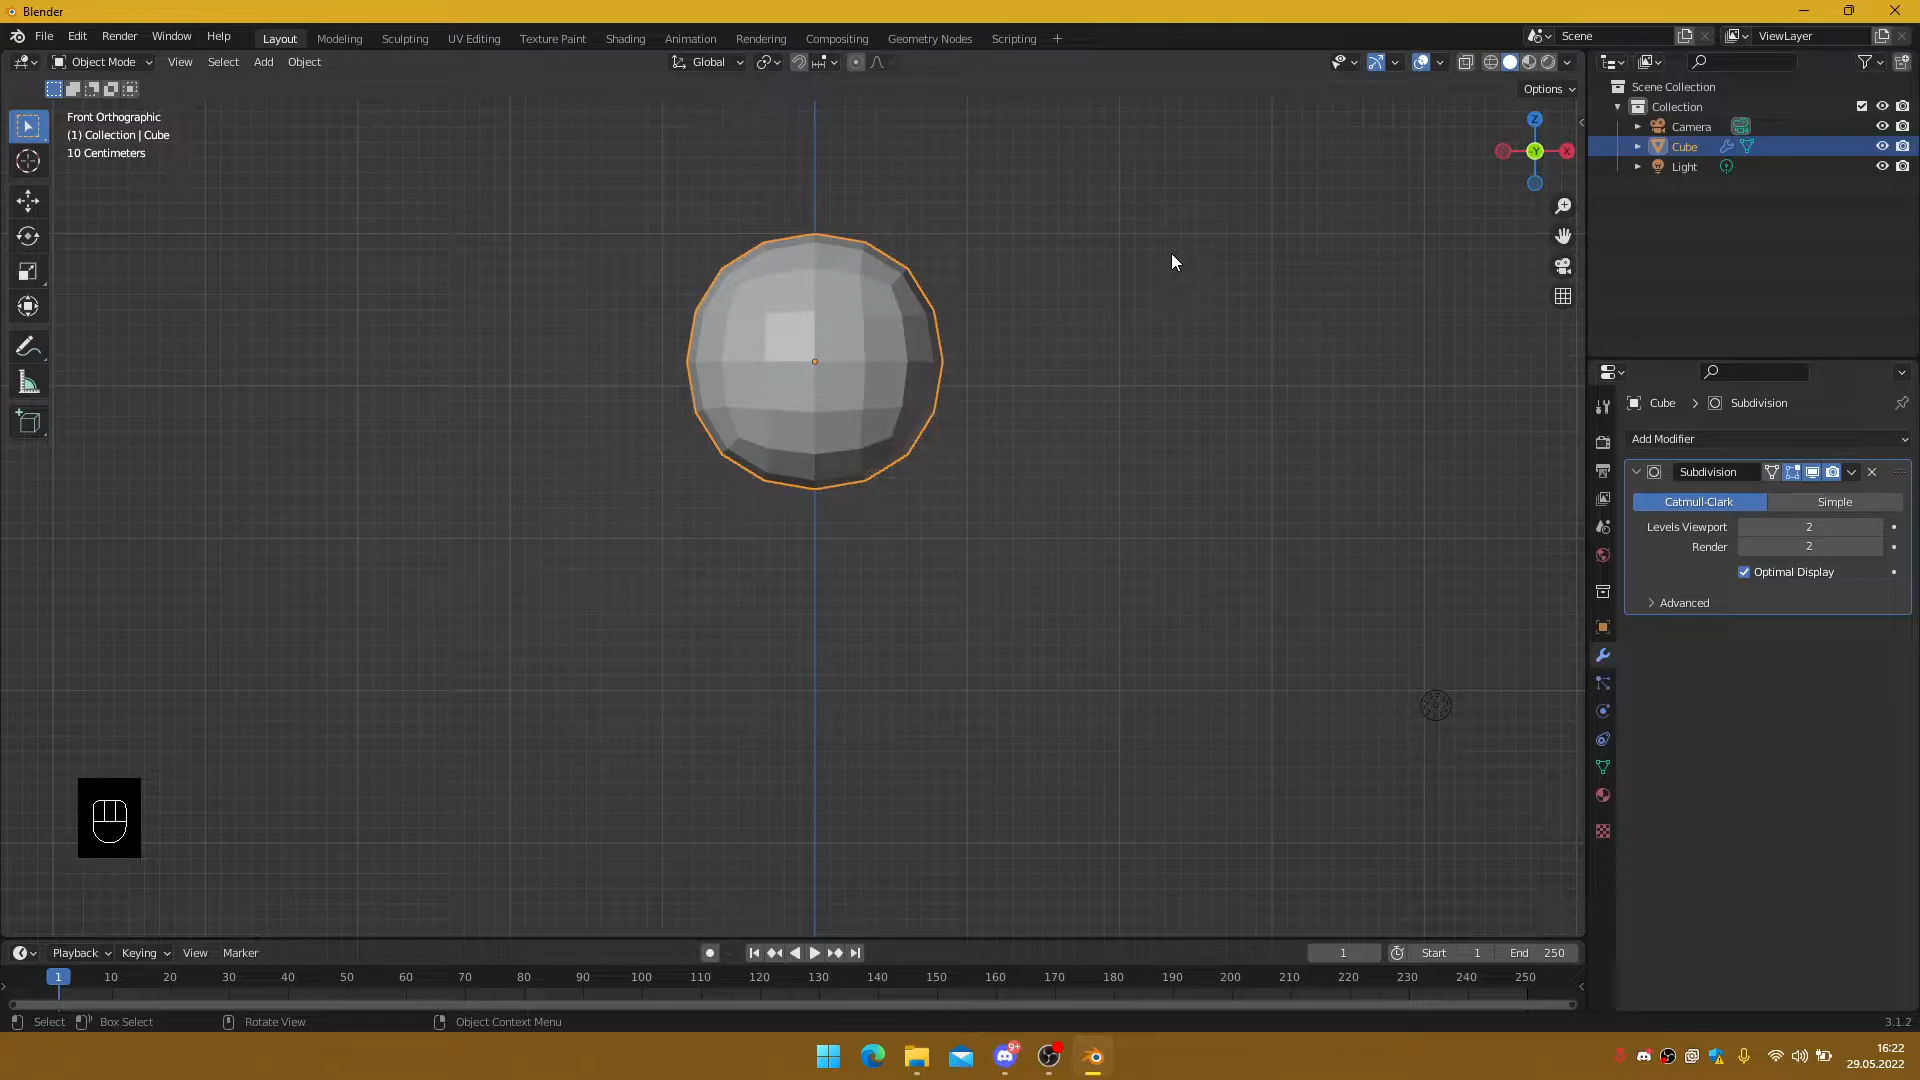 Blender
File Edit Render Window Help Layout Modeling Sculpting UV Editing Texture Paint Shading Animation Rendering Compositing Geometry Nodes Scripting + Scene ViewLayer
Object Mode View Select Add Object Global
Options
Front Orthographic
(1) Collection | Cube
10 Centimeters
Z
-Y
X
Scene Collection
Collection
Camera
Cube
Light
Cube > Subdivision
Add Modifier
Subdivision
Catmull-Clark Simple
Levels Viewport 2
Render 2
Optimal Display
Advanced
Playback Keying View Marker 1 Start 1 End 250
1 10 20 30 40 50 60 70 80 90 100 110 120 130 140 150 160 170 180 190 200 210 220 230 240 250
Select Box Select Rotate View Object Context Menu 3.1.2
9+
16:22
29.05.2022